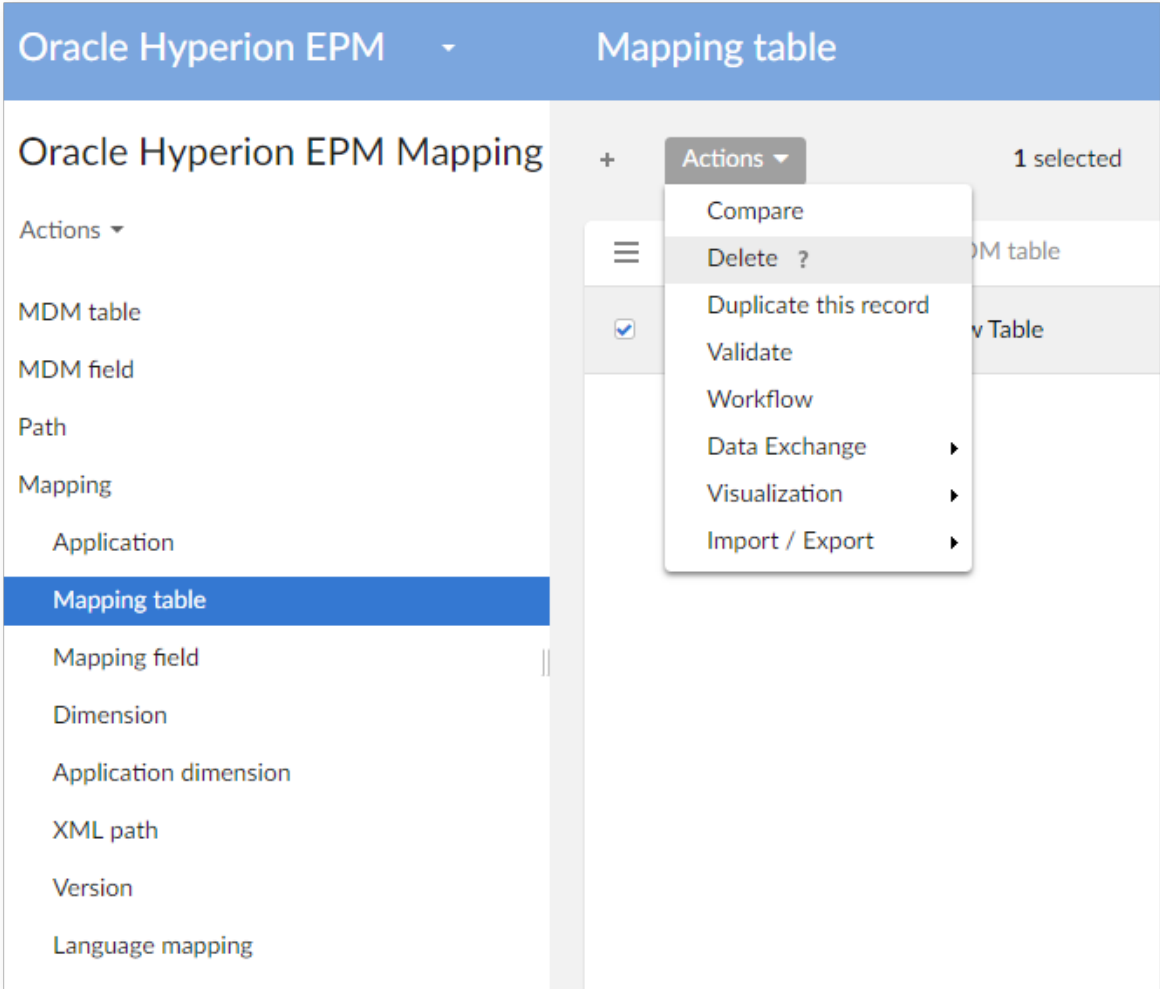 Oracle Hyperion EPM
Mapping table
Oracle Hyperion EPM Mapping
Actions
MDM table
MDM field
Path
Mapping
Application
Mapping table
Mapping field
Dimension
Application dimension
XML path
Version
Language mapping
+ Actions 1 selected
Compare
Delete ?
Duplicate this record
Validate
Workflow
Data Exchange
Visualization
Import / Export
table
Table